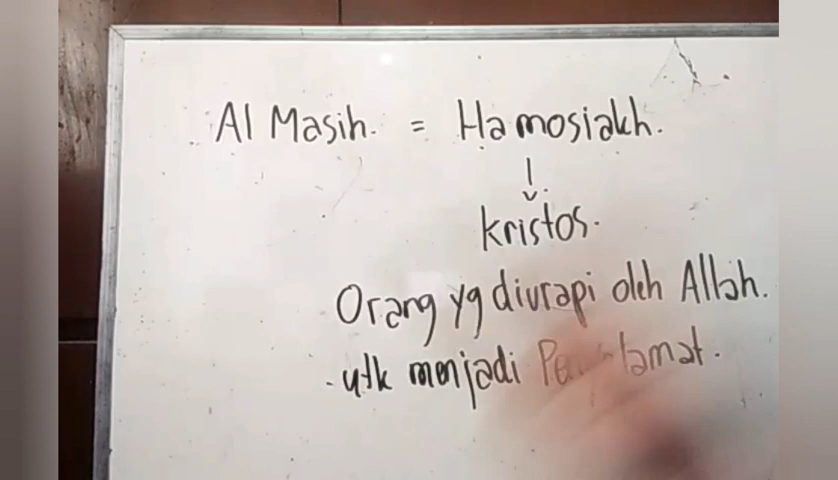 Al Masih. = Hamosiakh.
kristos.
Orang yg diurapi oleh Allah.
utk menjadi